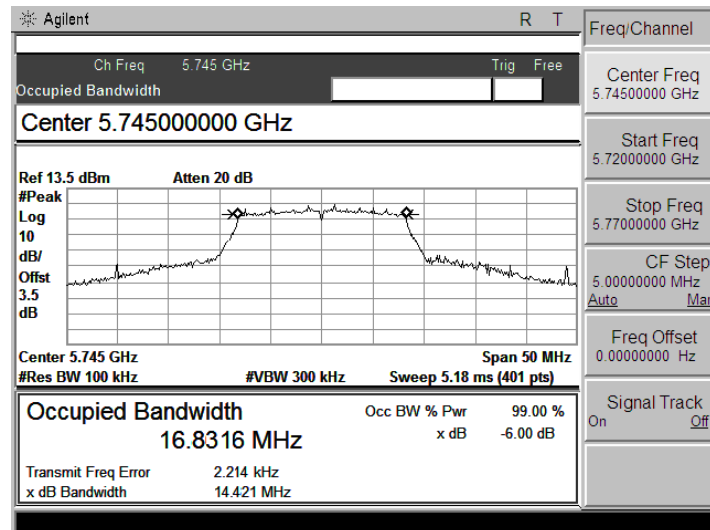 Agilent R T
Freq/Channel
Ch Freq 5.745 GHz Trig Free
Occupied Bandwidth
Center 5.745000000 GHz
Center Freq
5.74500000 GHz
Start Freq
5.72000000 GHz
Stop Freq
5.77000000 GHz
CF Step
5.00000000 MHz
Auto Man
Freq Offset
0.00000000 Hz
Signal Track
On Off
Ref 13.5 dBm Atten 20 dB
#Peak
Log
10
dB/
Offst
3.5
dB
Center 5.745 GHz Span 50 MHz
#Res BW 100 kHz #VBW 300 kHz Sweep 5.18 ms (401 pts)
Occupied Bandwidth Occ BW % Pwr 99.00 %
16.8316 MHz x dB -6.00 dB
Transmit Freq Error 2.214 kHz
x dB Bandwidth 14.421 MHz